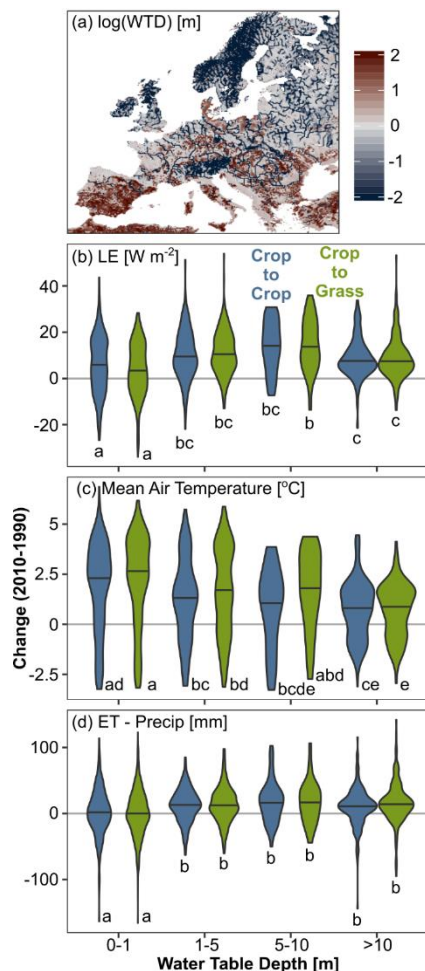 (a) log(WTD) [m]
2
1
0
-1
-2
(b) LE [W m⁻²]
Crop to Crop
Crop to Grass
40
20
0
-20
a
a
bc
bc
bc
b
c
c
(c) Mean Air Temperature [°C]
5
2.5
0
-2.5
ad
a
bc
bd
bcde
abd
ce
e
Change (2010-1990)
(d) ET - Precip [mm]
100
0
-100
a
a
b
b
b
b
b
b
0-1
1-5
5-10
>10
Water Table Depth [m]